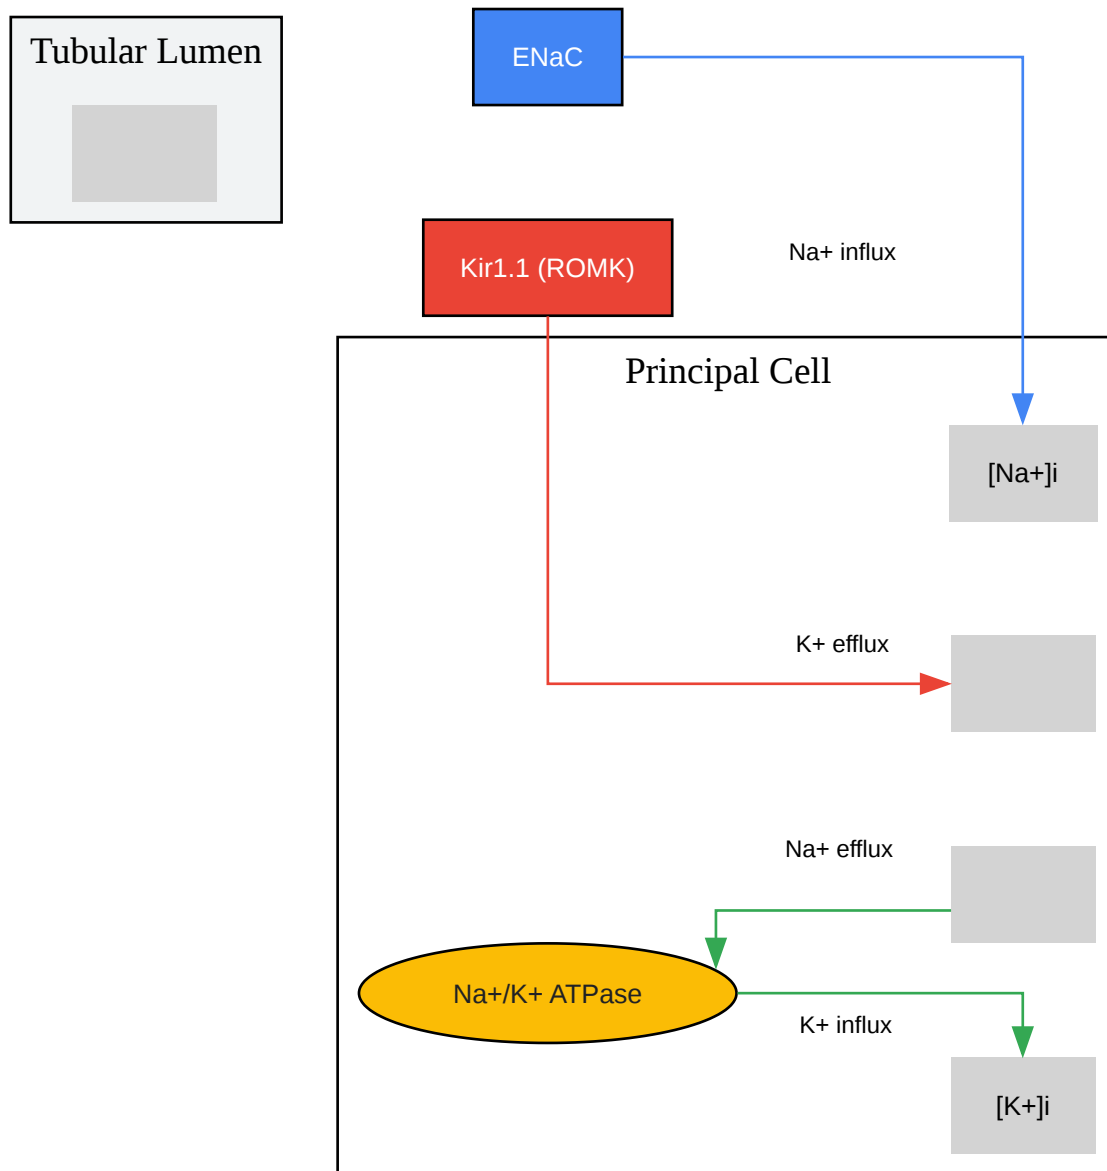 Tubular Lumen
ENaC
Na+ influx
Kir1.1 (ROMK)
Principal Cell
[Na+]i
K+ efflux
Na+ efflux
Na+/K+ ATPase
K+ influx
[K+]i